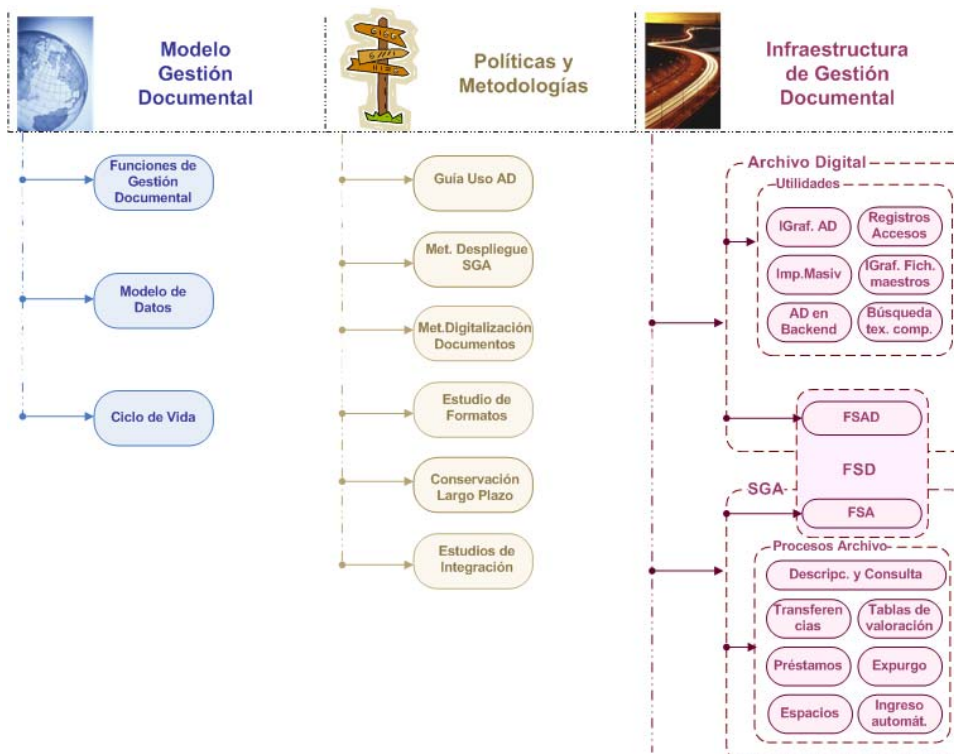 Modelo
Gestión
Documental
Funciones de
Gestión
Documental
Modelo de
Datos
Ciclo de Vida
Políticas y
Metodologías
Guía Uso AD
Met. Despliegue
SGA
Met.Digitalización
Documentos
Estudio de
Formatos
Conservación
Largo Plazo
Estudios de
Integración
Infraestructura
de Gestión
Documental
Archivo Digital
Utilidades
IGraf. AD
Registros
Accesos
Imp.Masiv
IGraf. Fich.
maestros
AD en
Backend
Búsqueda
tex. comp.
FSAD
FSD
SGA
FSA
Procesos Archivo
Descripc. y Consulta
Transferen
cias
Tablas de
valoración
Préstamos
Expurgo
Espacios
Ingreso
automát.